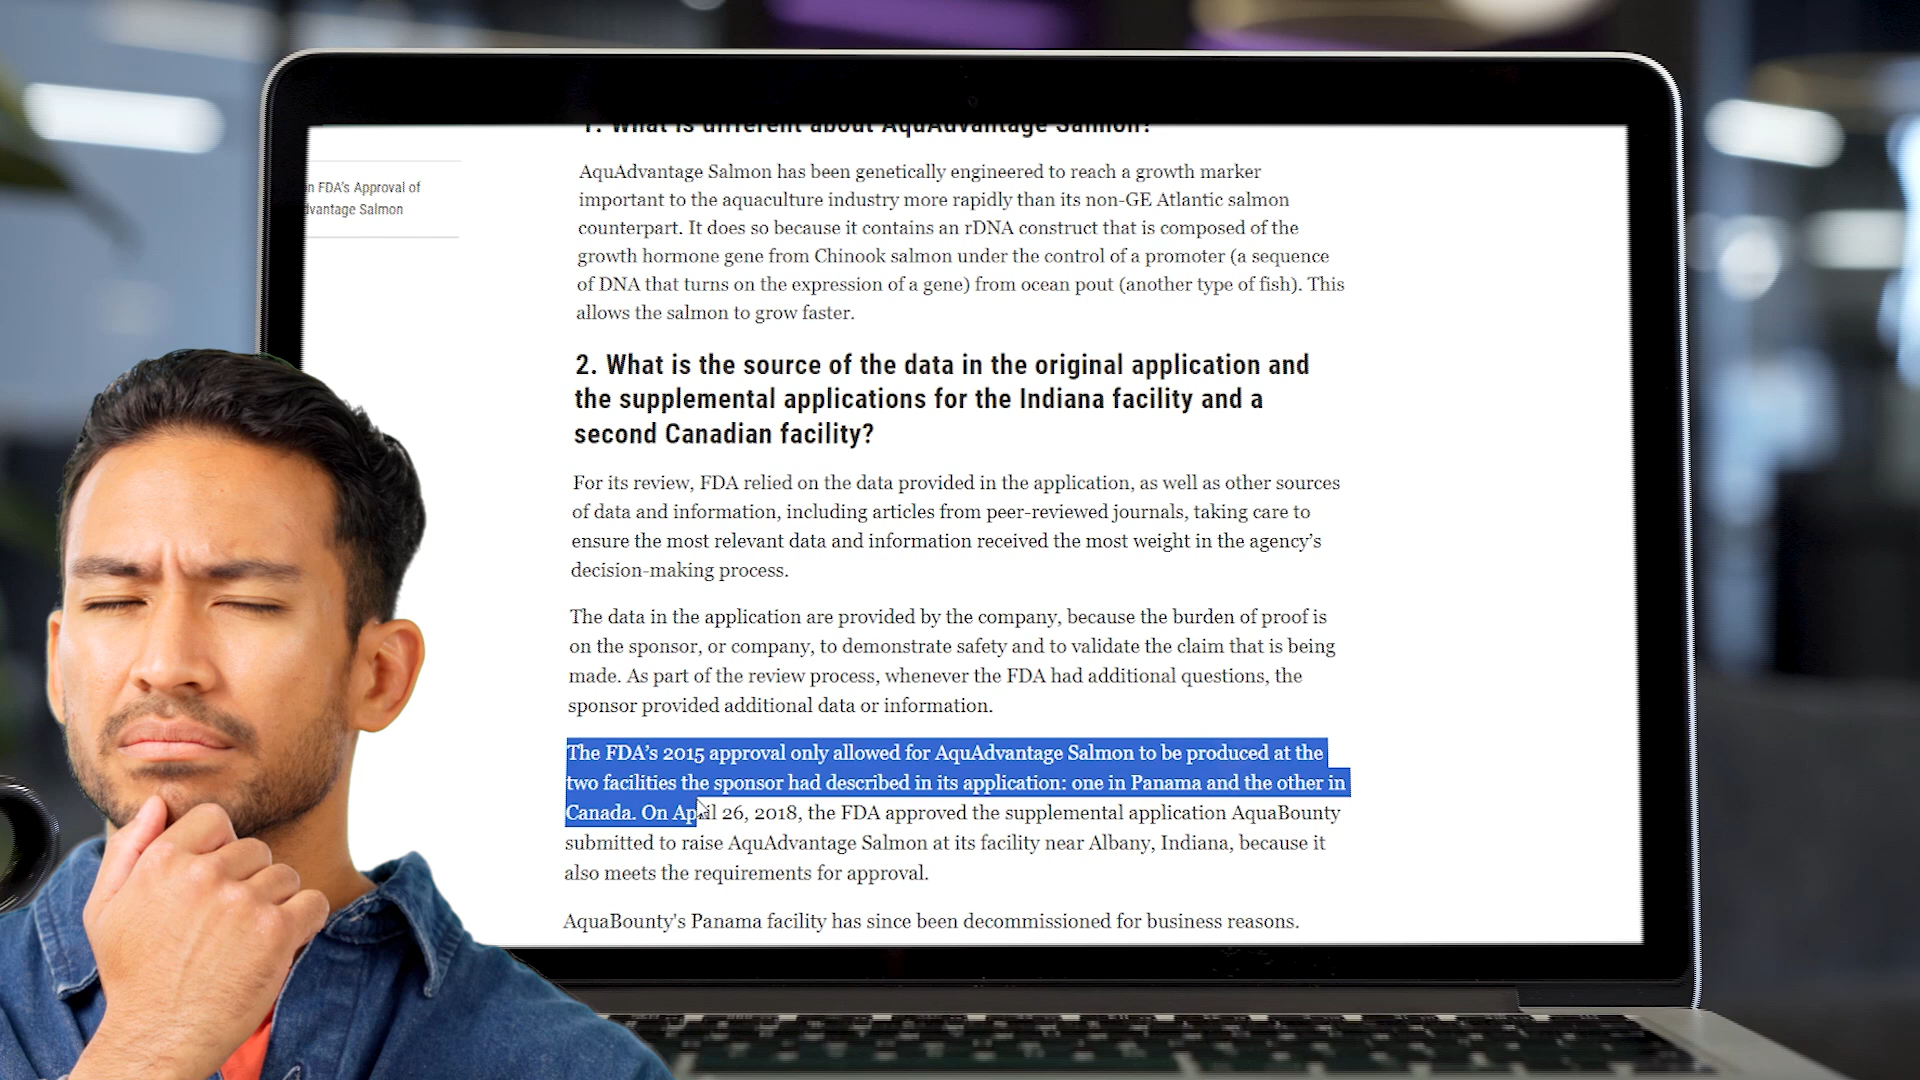 1. What is different about AquAdvantage Salmon?
n FDA's Approval of
dvantage Salmon
AquAdvantage Salmon has been genetically engineered to reach a growth marker
important to the aquaculture industry more rapidly than its non-GE Atlantic salmon
counterpart. It does so because it contains an rDNA construct that is composed of the
growth hormone gene from Chinook salmon under the control of a promoter (a sequence
of DNA that turns on the expression of a gene) from ocean pout (another type of fish). This
allows the salmon to grow faster.
2. What is the source of the data in the original application and
the supplemental applications for the Indiana facility and a
second Canadian facility?
For its review, FDA relied on the data provided in the application, as well as other sources
of data and information, including articles from peer-reviewed journals, taking care to
ensure the most relevant data and information received the most weight in the agency's
decision-making process.
The data in the application are provided by the company, because the burden of proof is
on the sponsor, or company, to demonstrate safety and to validate the claim that is being
made. As part of the review process, whenever the FDA had additional questions, the
sponsor provided additional data or information.
The FDA's 2015 approval only allowed for AquAdvantage Salmon to be produced at the
two facilities the sponsor had described in its application: one in Panama and the other in
Canada. On April 26, 2018, the FDA approved the supplemental application AquaBounty
submitted to raise AquAdvantage Salmon at its facility near Albany, Indiana, because it
also meets the requirements for approval.
AquaBounty's Panama facility has since been decommissioned for business reasons.